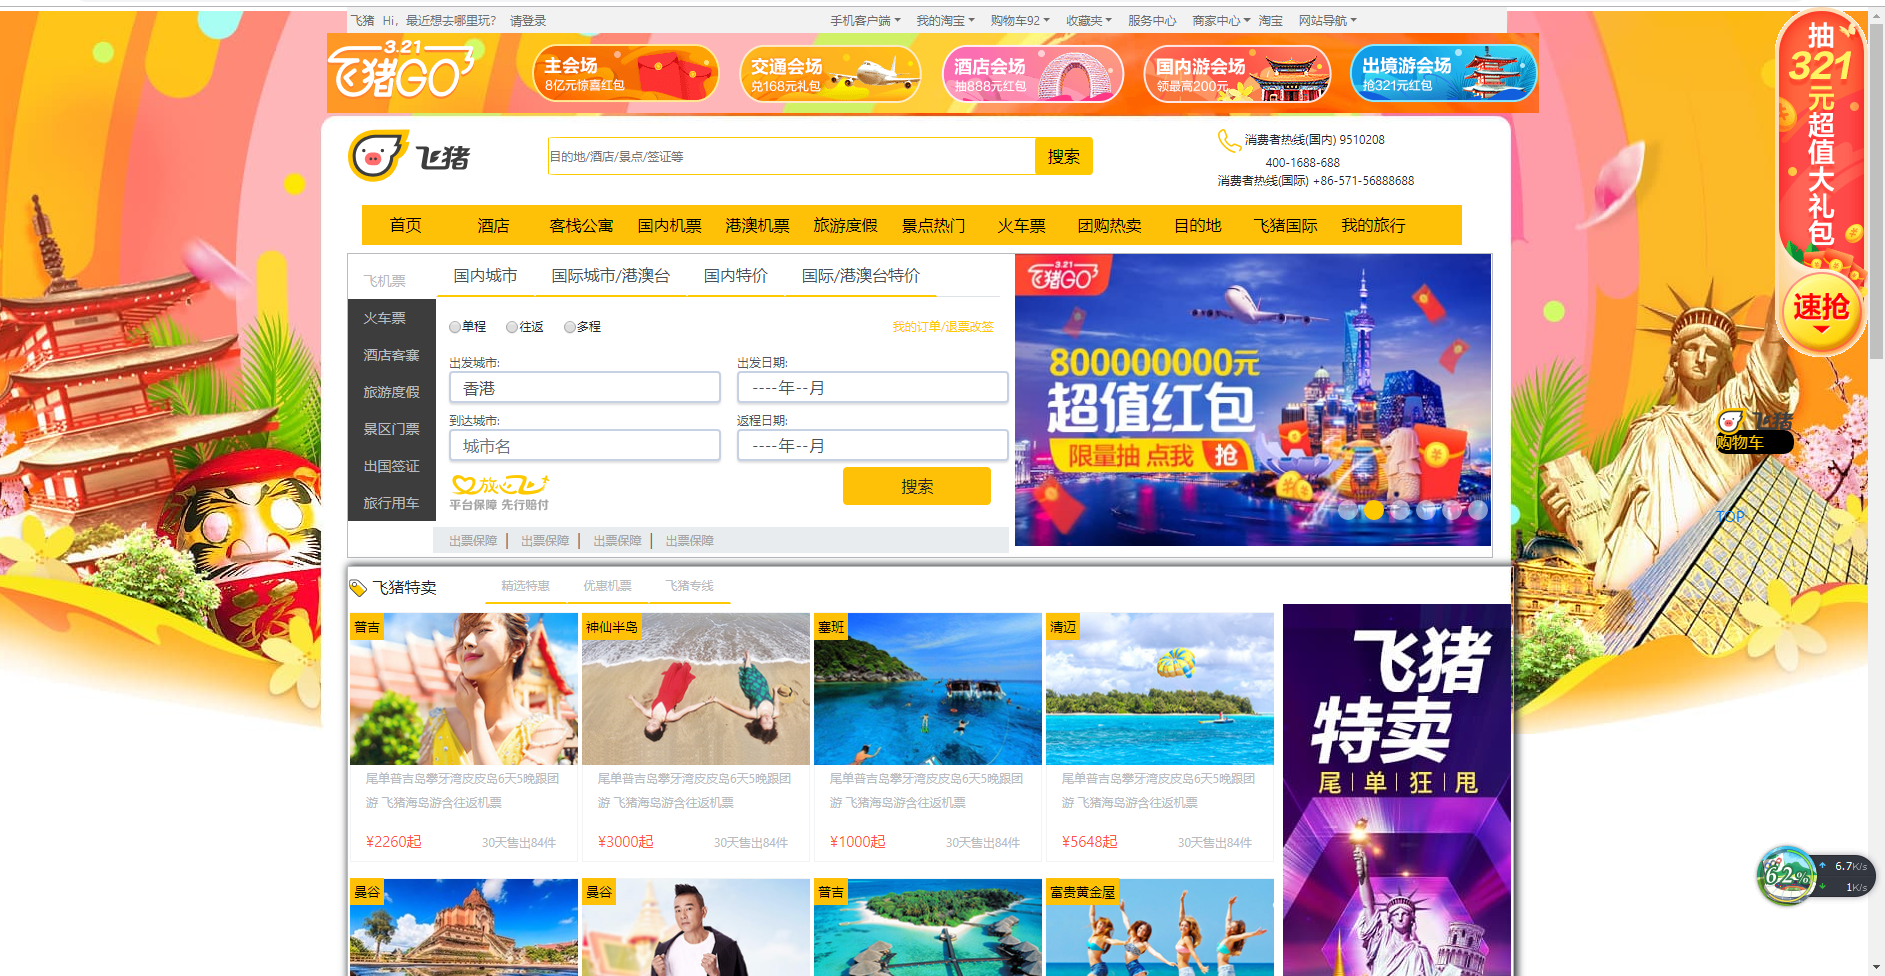 飞猪 Hi，最近想去哪里玩? 请登录 手机客户端 我的淘宝 购物车92 收藏夹 服务中心 商家中心 淘宝 网站导航
3.21
飞猪GO
主会场
8亿元惊喜红包
交通会场
兑168元礼包
酒店会场
抽888元红包
国内游会场
领最高200元
出境游会场
抢321元红包
抽
321
元
超
值
大
礼
包
速抢
飞猪
目的地/酒店/景点/签证等
搜索
消费者热线(国内) 9510208
400-1688-688
消费者热线(国际) +86-571-56888688
首页 酒店 客栈公寓 国内机票 港澳机票 旅游度假 景点热门 火车票 团购热卖 目的地 飞猪国际 我的旅行
飞机票
火车票
酒店客寨
旅游度假
景区门票
出国签证
旅行用车
国内城市 国际城市/港澳台 国内特价 国际/港澳台特价
单程 往返 多程 我的订单/退票改签
出发城市: 出发日期:
香港 ----年--月
到达城市: 返程日期:
城市名 ----年--月
放心飞
平台保障 先行赔付
搜索
出票保障 | 出票保障 | 出票保障 | 出票保障
3.21
飞猪GO
800000000元
超值红包
限量抽 点我 抢
飞猪
购物车
TOP
飞猪特卖 精选特惠 优惠机票 飞猪专线
普吉 神仙半岛 塞班 清迈
尾单普吉岛攀牙湾皮皮岛6天5晚跟团
游 飞猪海岛游含往返机票
¥2260起 30天售出84件
尾单普吉岛攀牙湾皮皮岛6天5晚跟团
游 飞猪海岛游含往返机票
¥3000起 30天售出84件
尾单普吉岛攀牙湾皮皮岛6天5晚跟团
游 飞猪海岛游含往返机票
¥1000起 30天售出84件
尾单普吉岛攀牙湾皮皮岛6天5晚跟团
游 飞猪海岛游含往返机票
¥5648起 30天售出84件
曼谷 曼谷 普吉 富贵黄金屋
飞猪
特卖
尾|单|狂|甩
62%
6.7K/s
1K/s